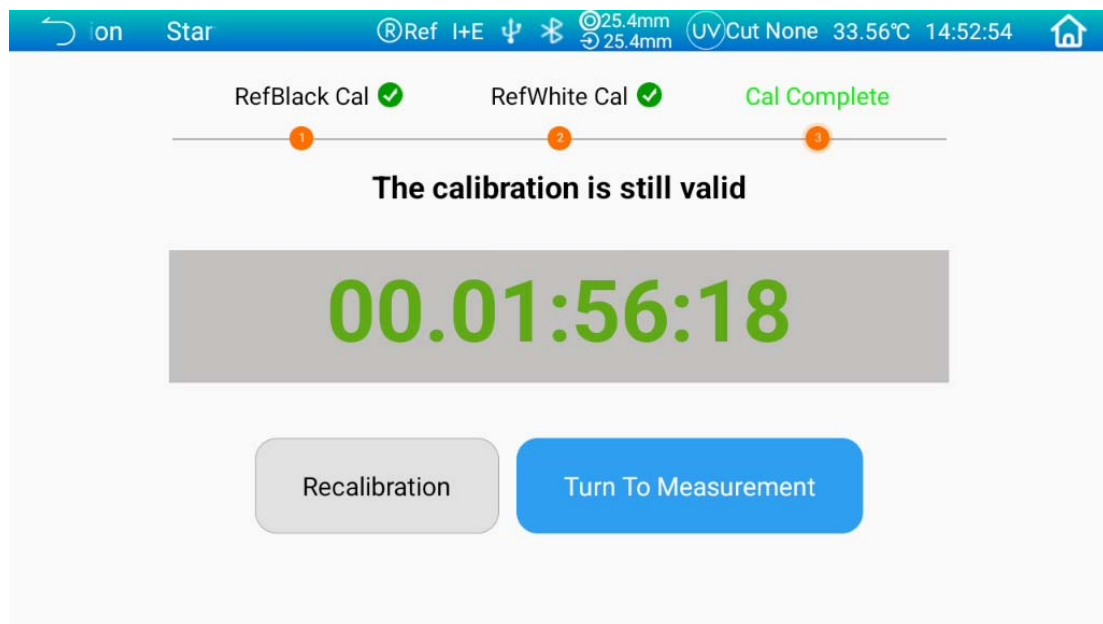 ion Star ®Ref I+E 25.4mm 25.4mm UV Cut None 33.56℃ 14:52:54
RefBlack Cal RefWhite Cal Cal Complete
1 2 3
The calibration is still valid
00.01:56:18
Recalibration Turn To Measurement